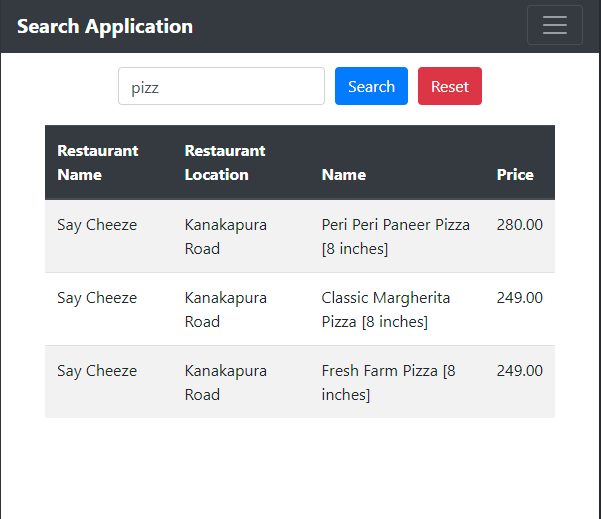 Search Application
pizz Search Reset
Restaurant Name Restaurant Location Name Price
Say Cheeze Kanakapura Road Peri Peri Paneer Pizza [8 inches] 280.00
Say Cheeze Kanakapura Road Classic Margherita Pizza [8 inches] 249.00
Say Cheeze Kanakapura Road Fresh Farm Pizza [8 inches] 249.00